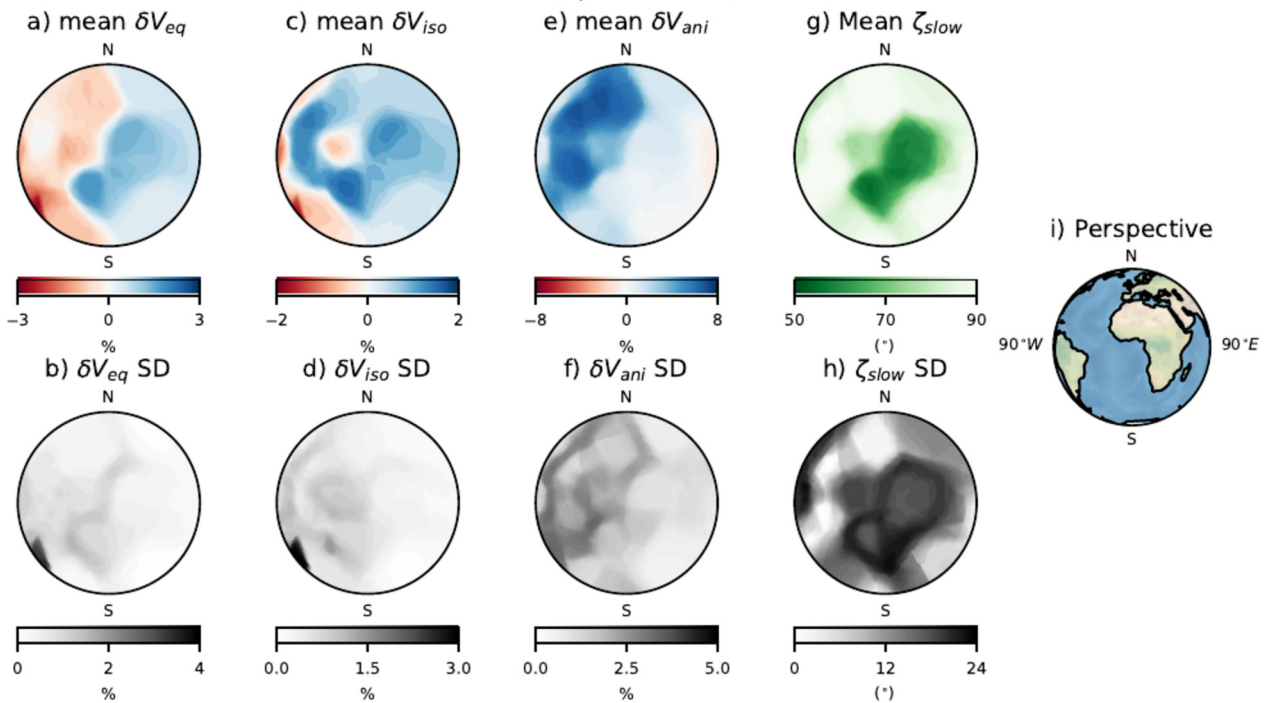 a) mean δV_eq
c) mean δV_iso
e) mean δV_ani
g) Mean ζ_slow
N
N
N
N
S
S
S
S
−3 0 3
−2 0 2
−8 0 8
50 70 90
%
%
%
(°)
i) Perspective
N
90°W
90°E
S
b) δV_eq SD
d) δV_iso SD
f) δV_ani SD
h) ζ_slow SD
N
N
N
N
S
S
S
S
0 2 4
0.0 1.5 3.0
0.0 2.5 5.0
0 12 24
%
%
%
(°)